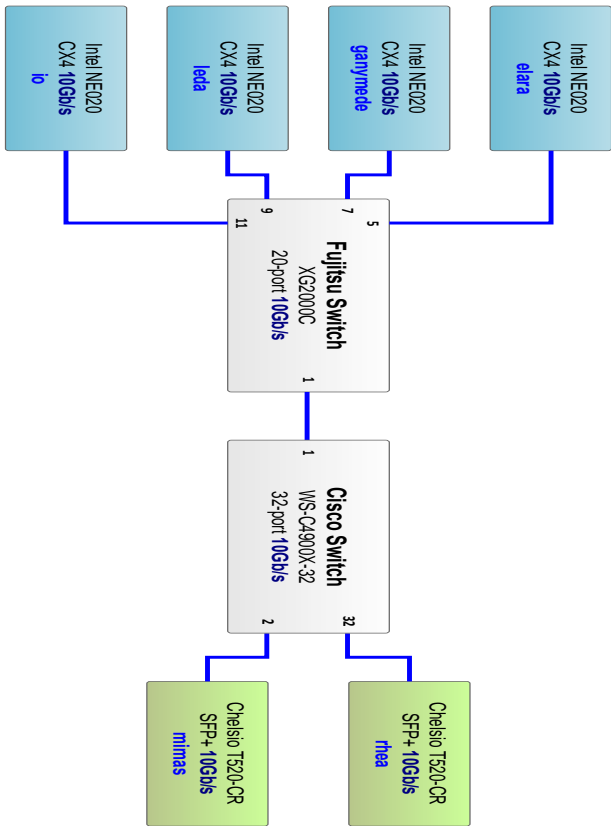 Intel NE020
CX4 10Gb/s
elara
Intel NE020
CX4 10Gb/s
ganymede
Intel NE020
CX4 10Gb/s
leda
Intel NE020
CX4 10Gb/s
io
5
7
9
11
Fujitsu Switch
XG2000C
20-port 10Gb/s
1
1
Cisco Switch
WS-C4900X-32
32-port 10Gb/s
32
2
Chelsio T520-CR
SFP+ 10Gb/s
rhea
Chelsio T520-CR
SFP+ 10Gb/s
mimas